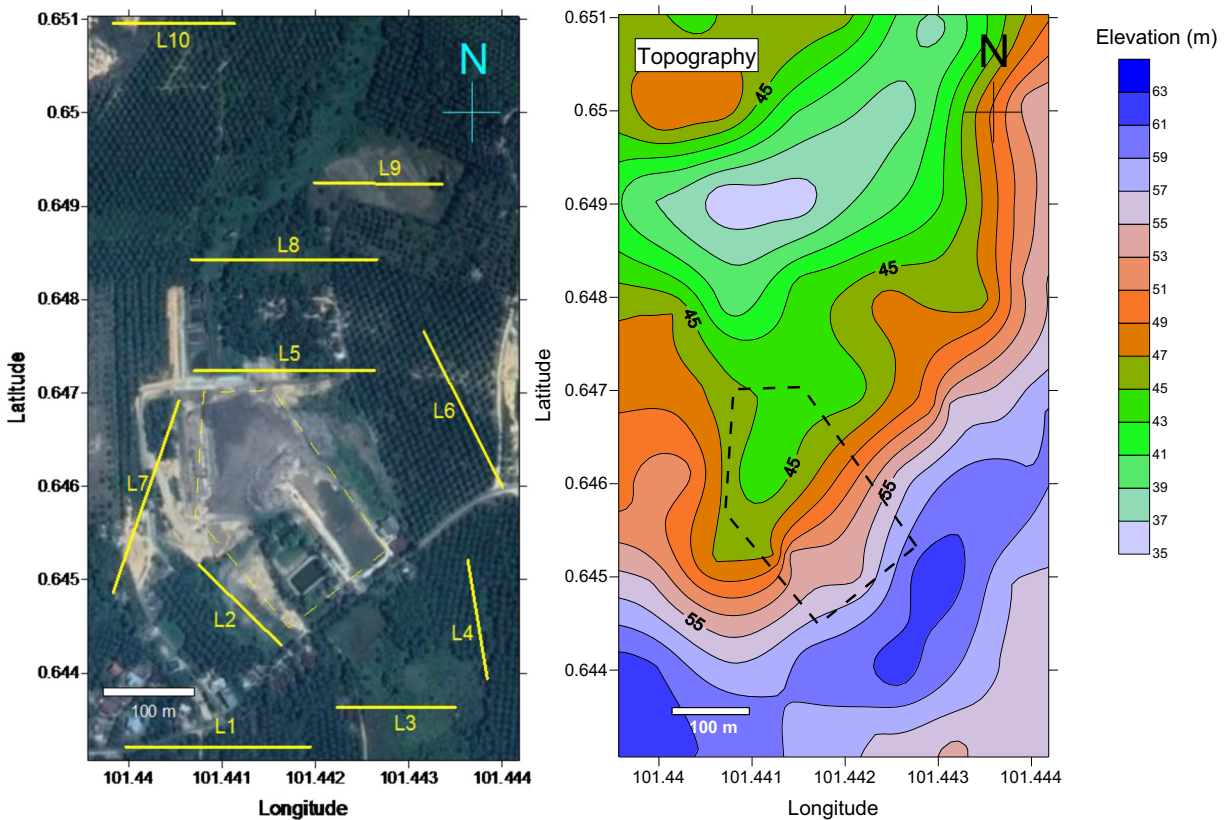 0.651
0.65
0.649
0.648
0.647
0.646
0.645
0.644
Latitude
L10
N
L9
L8
L5
L6
L7
L2
L4
L3
L1
100 m
101.44
101.441
101.442
101.443
101.444
Longitude
0.651
0.65
0.649
0.648
0.647
0.646
0.645
0.644
Latitude
Topography
N
45
45
45
45
55
55
100 m
101.44
101.441
101.442
101.443
101.444
Longitude
Elevation (m)
63
61
59
57
55
53
51
49
47
45
43
41
39
37
35